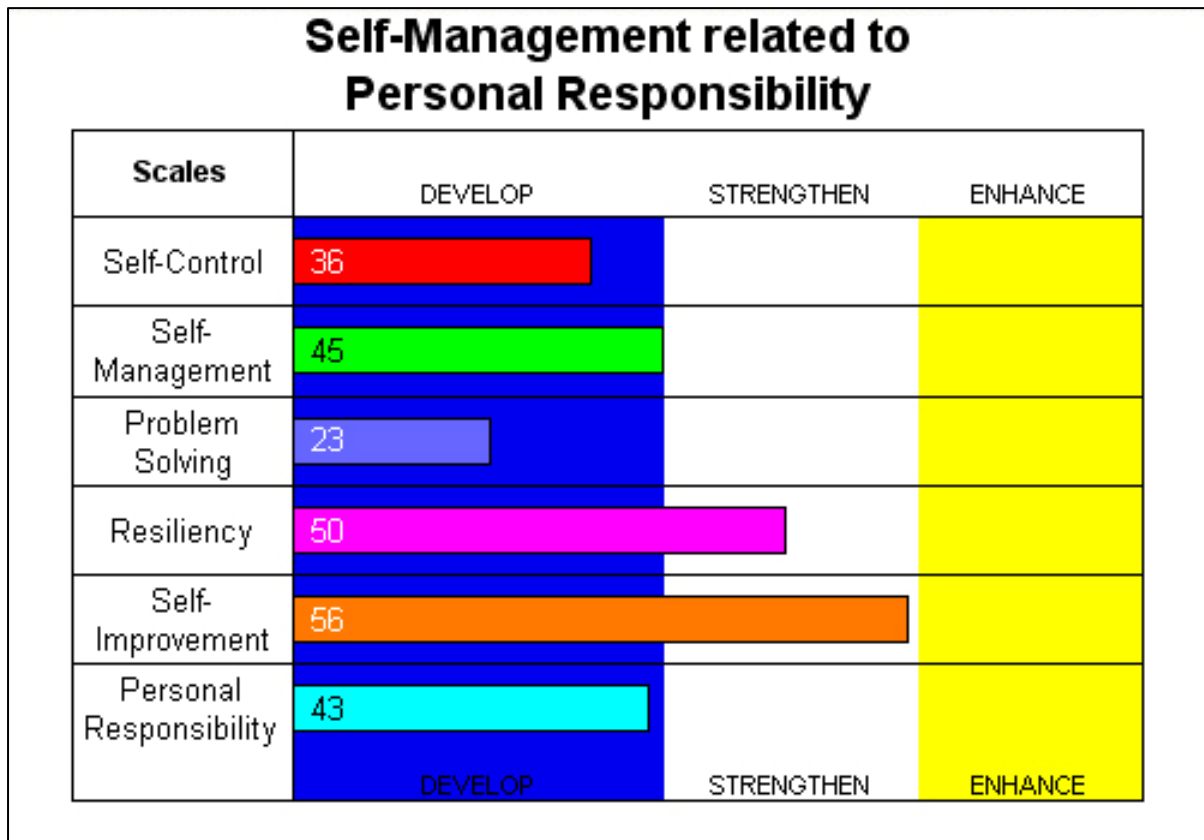 Self-Management related to
Personal Responsibility
Scales
DEVELOP STRENGTHEN ENHANCE
Self-Control 36
Self-
Management
45
Problem
Solving
23
Resiliency 50
Self-
Improvement
56
Personal
Responsibility
43
DEVELOP STRENGTHEN ENHANCE